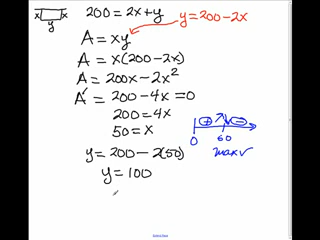 x x
y
200 = 2x + y
y = 200 - 2x
A = xy
A = x(200 - 2x)
A = 200x - 2x²
A' = 200 - 4x = 0
200 = 4x
50 = x
+ -
0 50
max ✓
y = 200 - 2(50)
y = 100